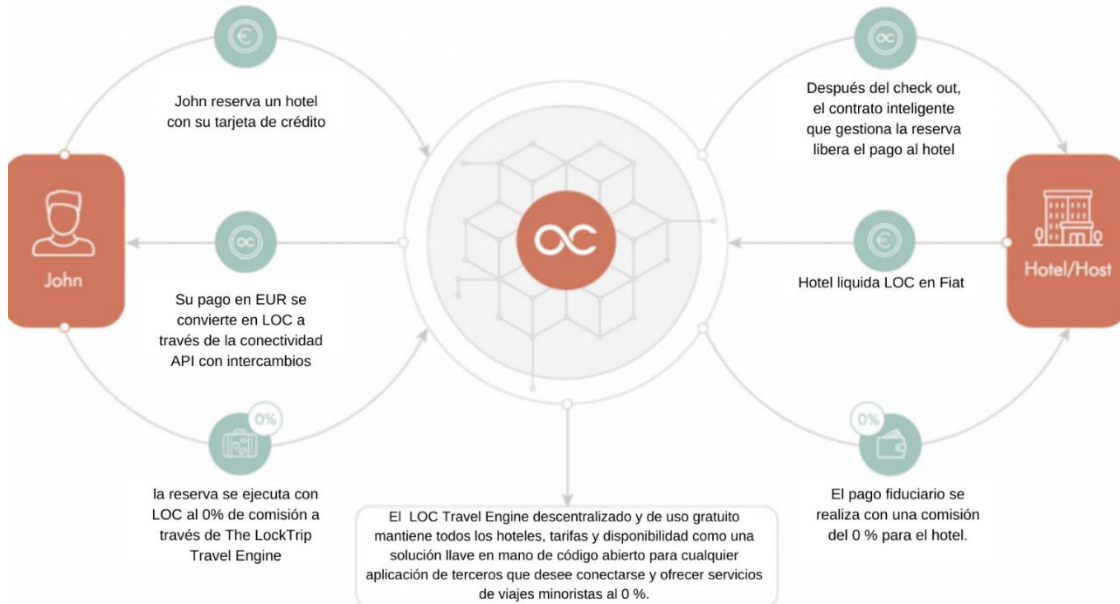 John reserva un hotel
con su tarjeta de crédito
John
Su pago en EUR se
convierte en LOC a
través de la conectividad
API con intercambios
0%
la reserva se ejecuta con
LOC al 0% de comisión a
través de The LockTrip
Travel Engine
El LOC Travel Engine descentralizado y de uso gratuito
mantiene todos los hoteles, tarifas y disponibilidad como una
solución llave en mano de código abierto para cualquier
aplicación de terceros que desee conectarse y ofrecer servicios
de viajes minoristas al 0 %.
Después del check out,
el contrato inteligente
que gestiona la reserva
libera el pago al hotel
Hotel/Host
Hotel liquida LOC en Fiat
0%
El pago fiduciario se
realiza con una comisión
del 0 % para el hotel.